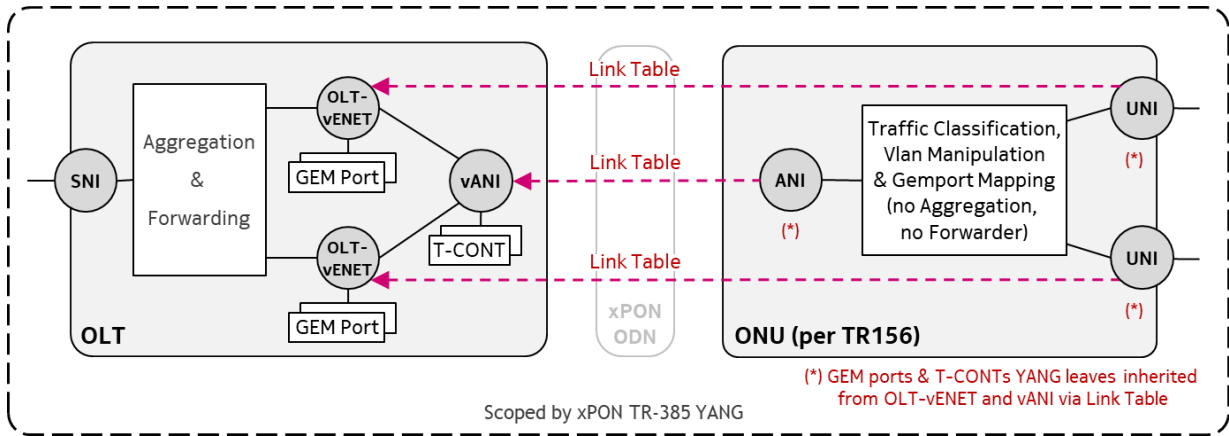 Link Table
OLT-
vENET
UNI
Aggregation
&
Forwarding
GEM Port
Traffic Classification,
Vlan Manipulation
& Gemport Mapping
(no Aggregation,
no Forwarder)
(*)
SNI
Link Table
vANI
ANI
(*)
T-CONT
OLT-
vENET
Link Table
UNI
GEM Port
xPON
ODN
(*)
OLT
ONU (per TR156)
(*) GEM ports & T-CONTs YANG leaves inherited
from OLT-vENET and vANI via Link Table
Scoped by xPON TR-385 YANG